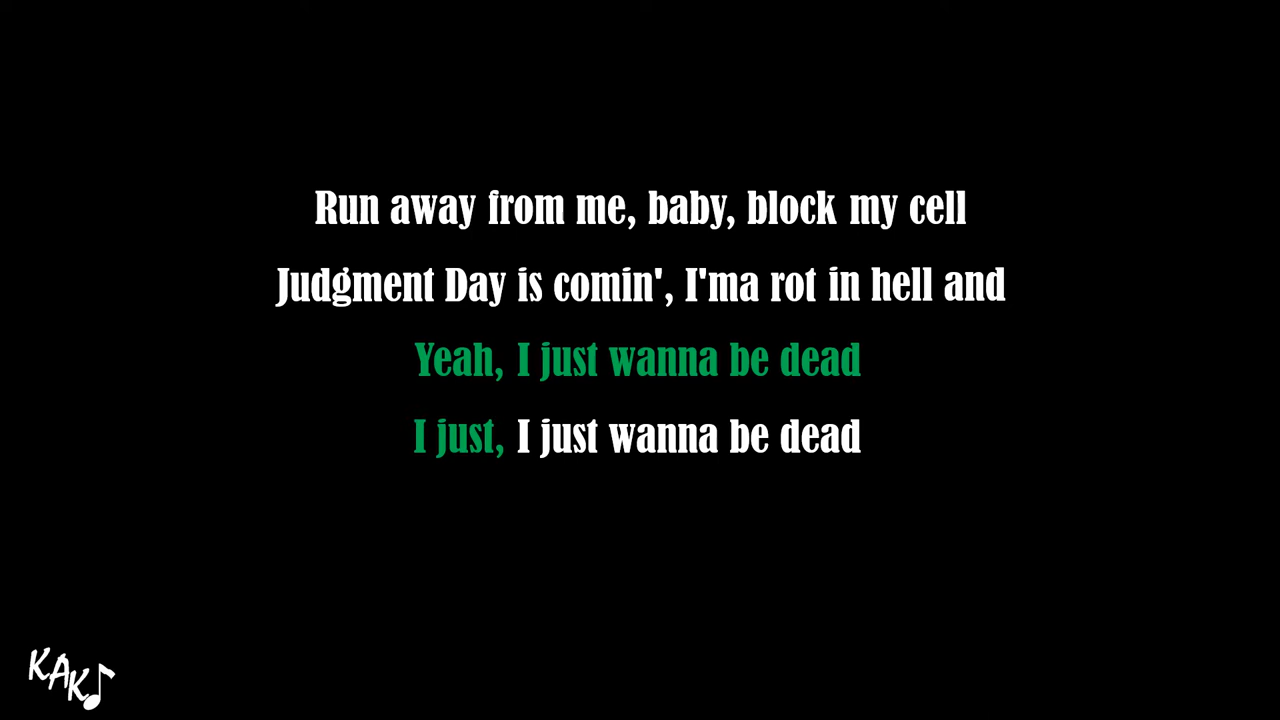 Run away from me, baby, block my cell
Judgment Day is comin', I'ma rot in hell and
Yeah, I just wanna be dead
I just, I just wanna be dead
KAK